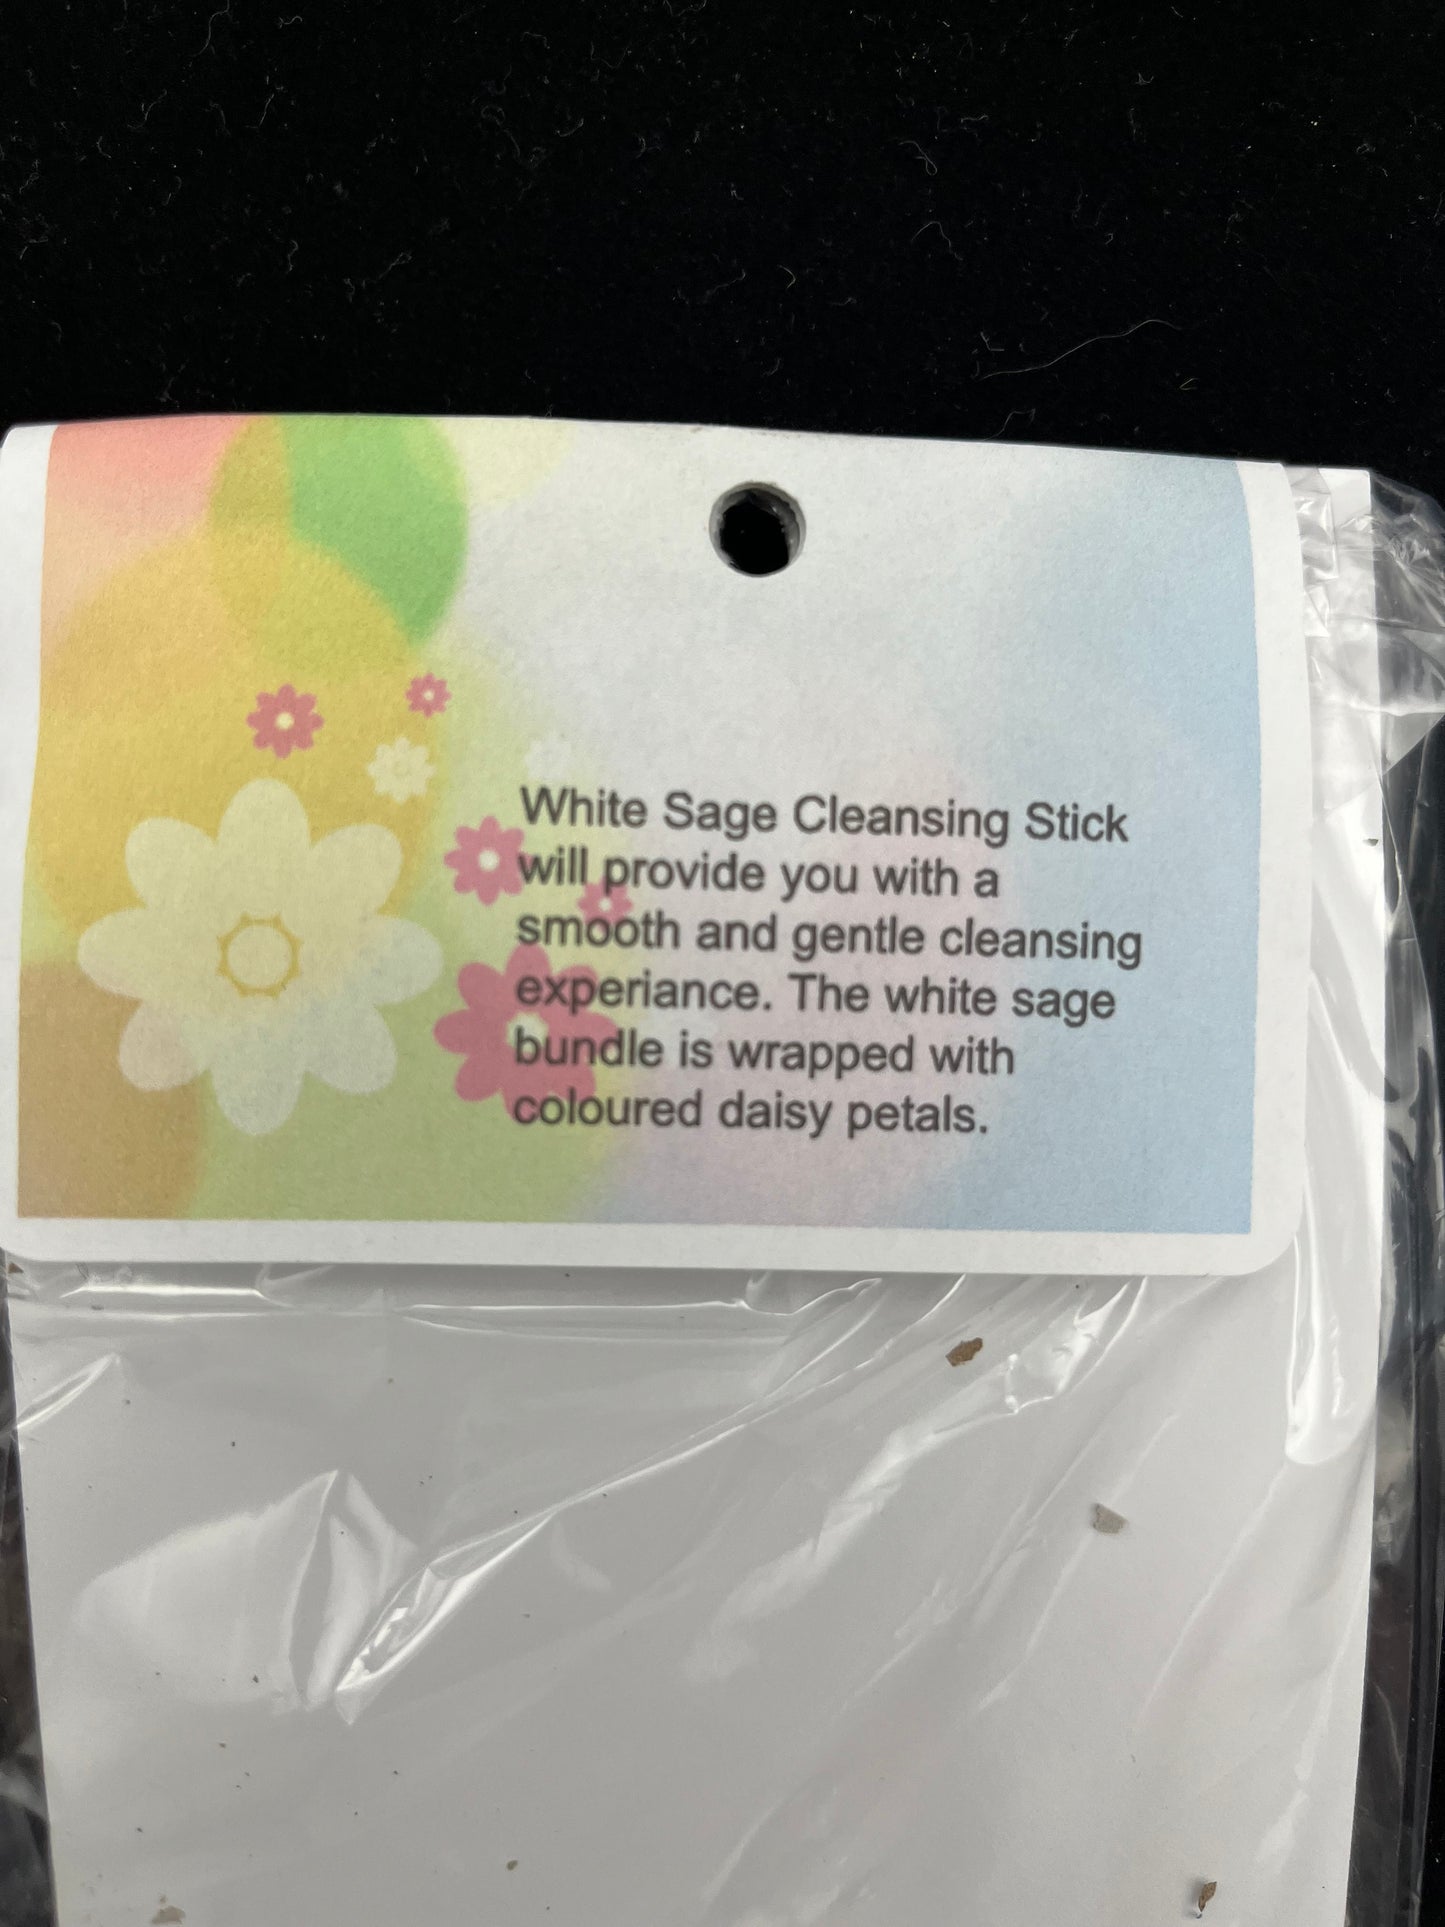 White Sage Cleansing Stick
will provide you with a
smooth and gentle cleansing
experiance. The white sage
bundle is wrapped with
coloured daisy petals.